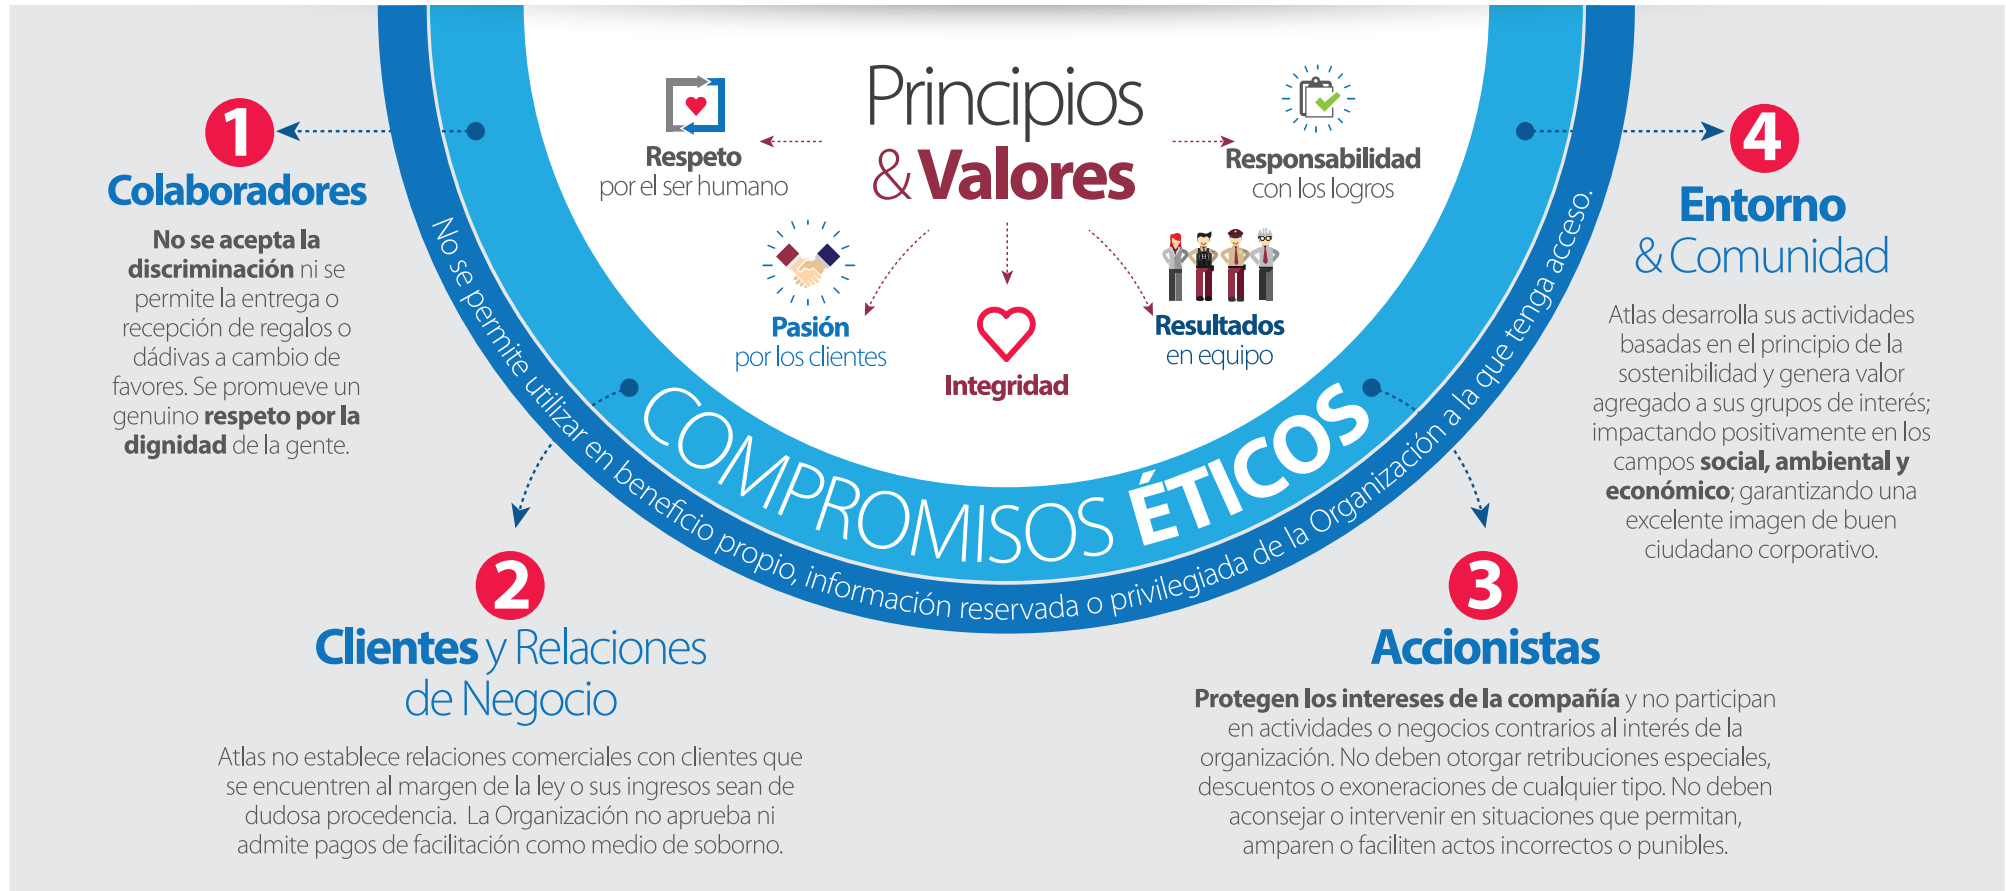 Principios
& Valores
Respeto
por el ser humano
Pasión
por los clientes
Integridad
Resultados
en equipo
Responsabilidad
con los logros
COMPROMISOS ÉTICOS
No se permite utilizar en beneficio propio, información reservada o privilegiada de la Organización a la que tenga acceso.
1
Colaboradores
No se acepta la
discriminación ni se
permite la entrega o
recepción de regalos o
dádivas a cambio de
favores. Se promueve un
genuino respeto por la
dignidad de la gente.
2
Clientes y Relaciones
de Negocio
Atlas no establece relaciones comerciales con clientes que
se encuentren al margen de la ley o sus ingresos sean de
dudosa procedencia. La Organización no aprueba ni
admite pagos de facilitación como medio de soborno.
3
Accionistas
Protegen los intereses de la compañía y no participan
en actividades o negocios contrarios al interés de la
organización. No deben otorgar retribuciones especiales,
descuentos o exoneraciones de cualquier tipo. No deben
aconsejar o intervenir en situaciones que permitan,
amparen o faciliten actos incorrectos o punibles.
4
Entorno
& Comunidad
Atlas desarrolla sus actividades
basadas en el principio de la
sostenibilidad y genera valor
agregado a sus grupos de interés;
impactando positivamente en los
campos social, ambiental y
económico; garantizando una
excelente imagen de buen
ciudadano corporativo.